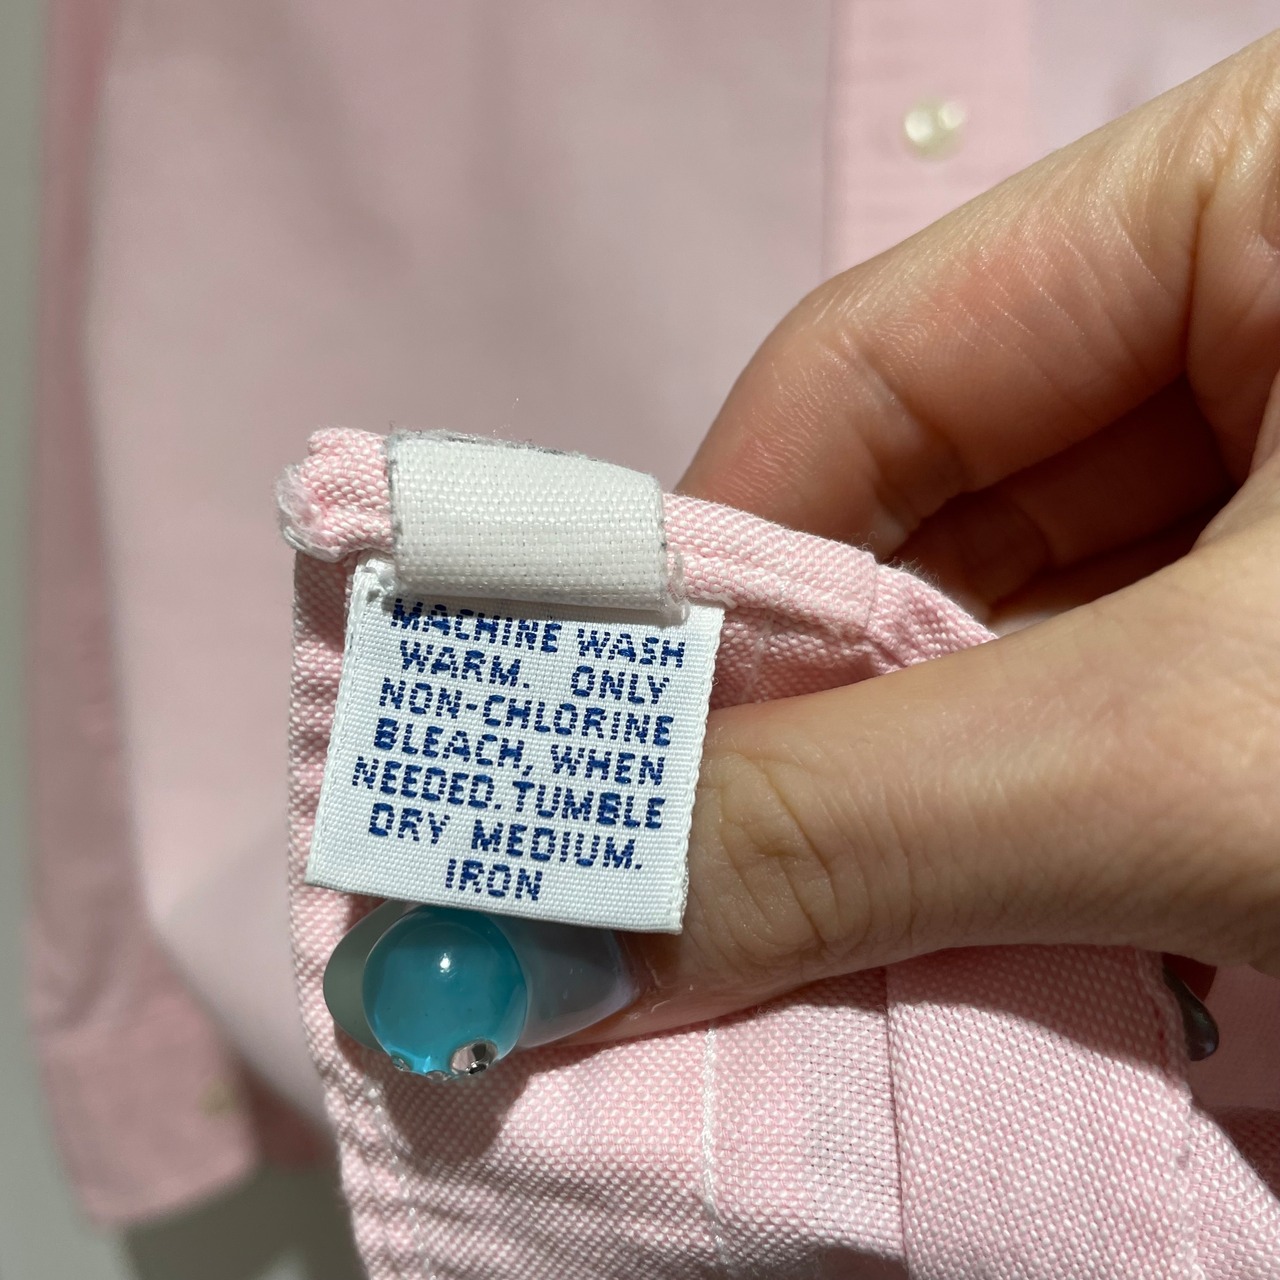 MACHINE WASH
WARM. ONLY
NON-CHLORINE
BLEACH, WHEN
NEEDED. TUMBLE
DRY MEDIUM.
IRON